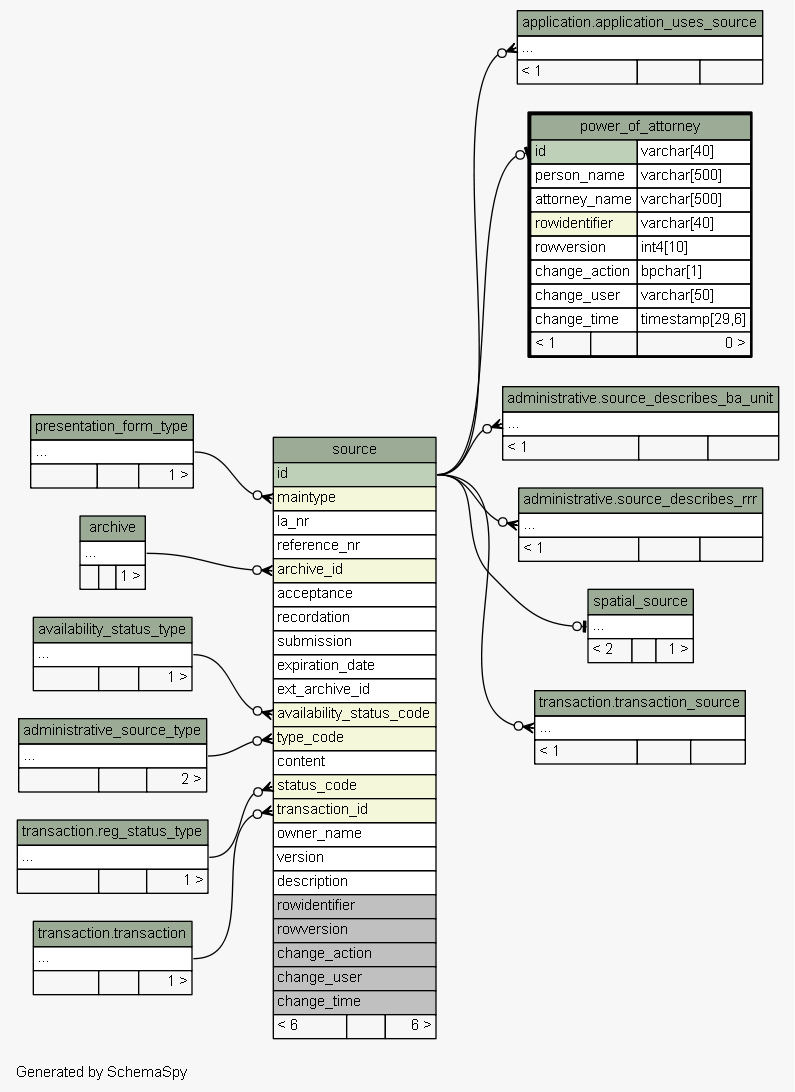 application.application_uses_source
...
< 1
power_of_attorney
id varchar[40]
person_name varchar[500]
attorney_name varchar[500]
rowidentifier varchar[40]
rowversion int4[10]
change_action bpchar[1]
change_user varchar[50]
change_time timestamp[29,6]
< 1 0 >
administrative.source_describes_ba_unit
...
< 1
administrative.source_describes_rrr
...
< 1
spatial_source
...
< 2 1 >
transaction.transaction_source
...
< 1
presentation_form_type
...
1 >
archive
...
1 >
availability_status_type
...
1 >
administrative_source_type
...
2 >
transaction.reg_status_type
...
1 >
transaction.transaction
...
1 >
source
id
maintype
la_nr
reference_nr
archive_id
acceptance
recordation
submission
expiration_date
ext_archive_id
availability_status_code
type_code
content
status_code
transaction_id
owner_name
version
description
rowidentifier
rowversion
change_action
change_user
change_time
< 6 6 >
Generated by SchemaSpy